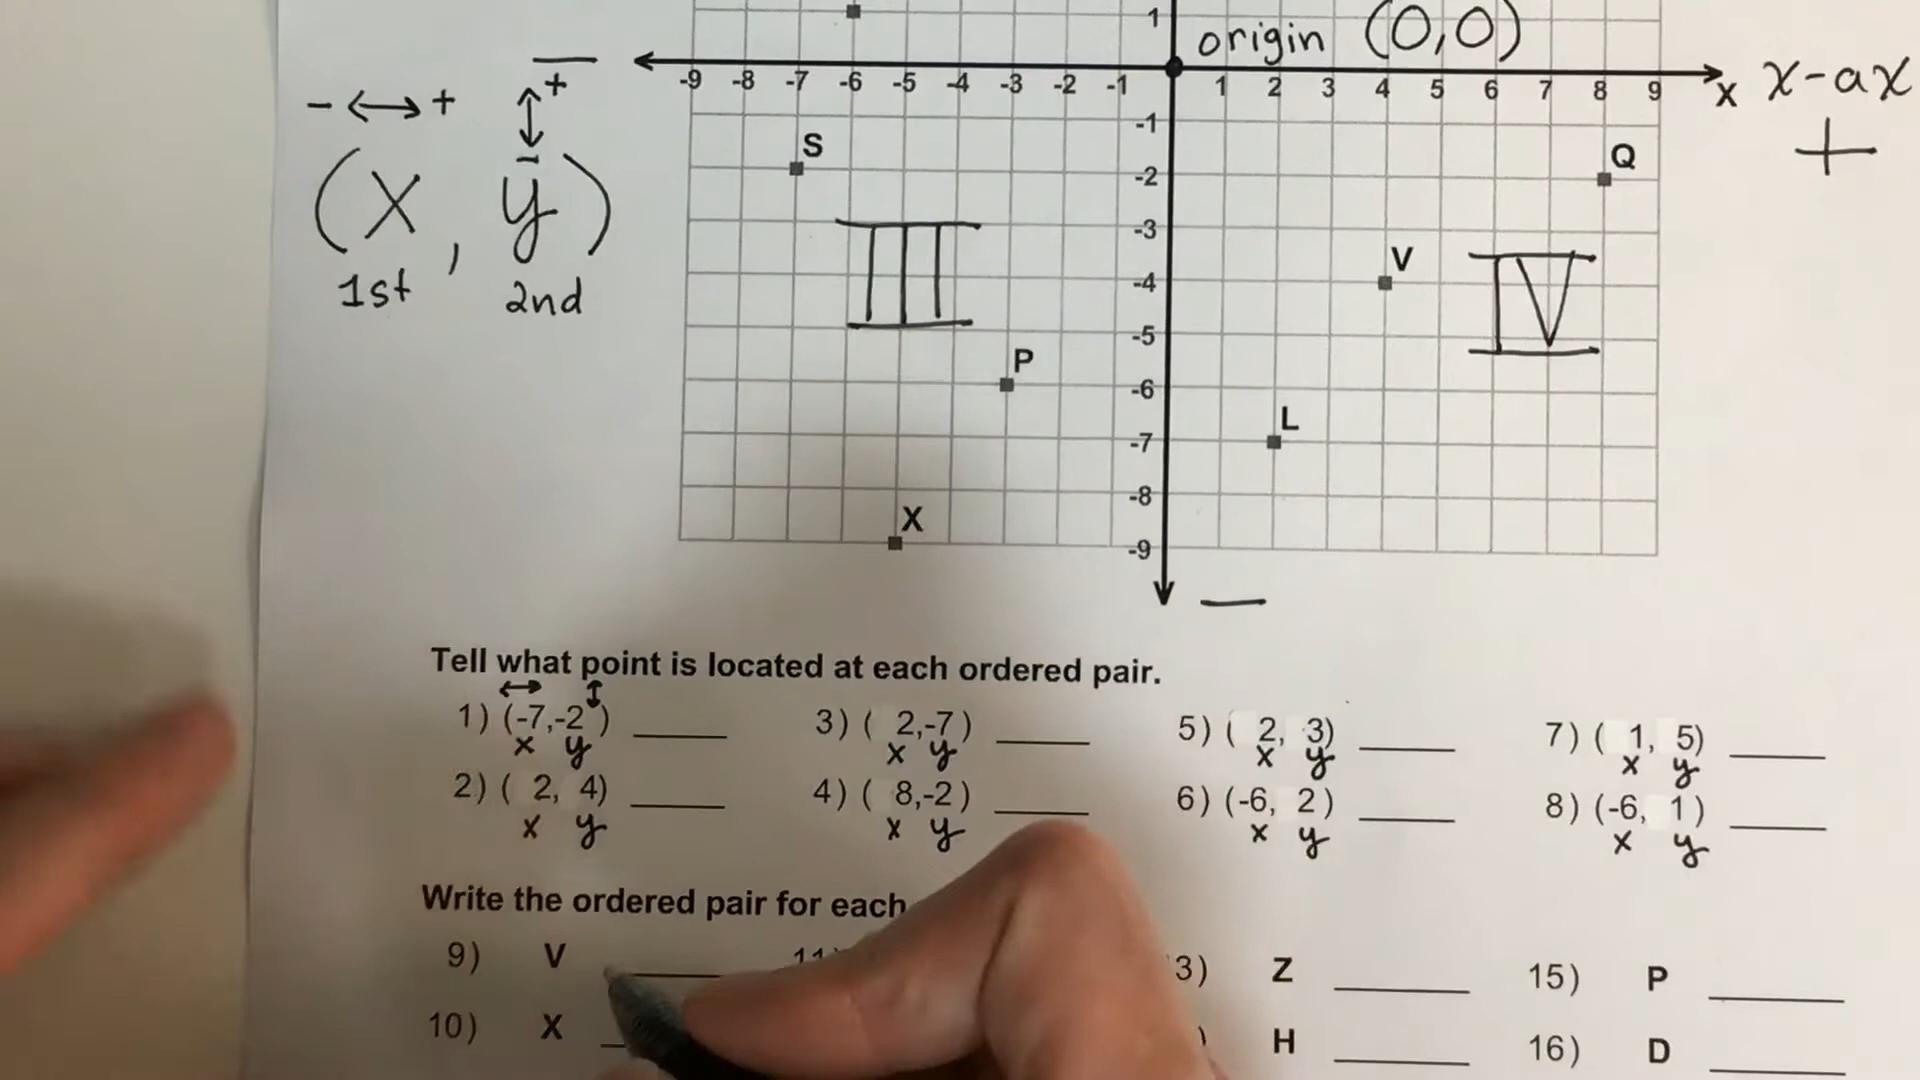 1
origin (0,0)
-9 -8 -7 -6 -5 -4 -3 -2 -1 1 2 3 4 5 6 7 8 9 x x-ax
- ↔ + ↕ + -
+
(x, y)
1st 2nd
-1
S
Q
-2
-3
V
III
IV
-4
-5
P
-6
L
-7
-8
X
-9
Tell what point is located at each ordered pair.
1) (-7,-2) ____ 3) ( 2,-7) ____ 5) ( 2, 3) ____ 7) ( 1, 5) ____
x y x y x y x y
2) ( 2, 4) ____ 4) ( 8,-2) ____ 6) (-6, 2) ____ 8) (-6, 1) ____
x y x y x y x y
Write the ordered pair for each
9) V ____ 3) Z ____ 15) P ____
10) X ____ ) H ____ 16) D ____